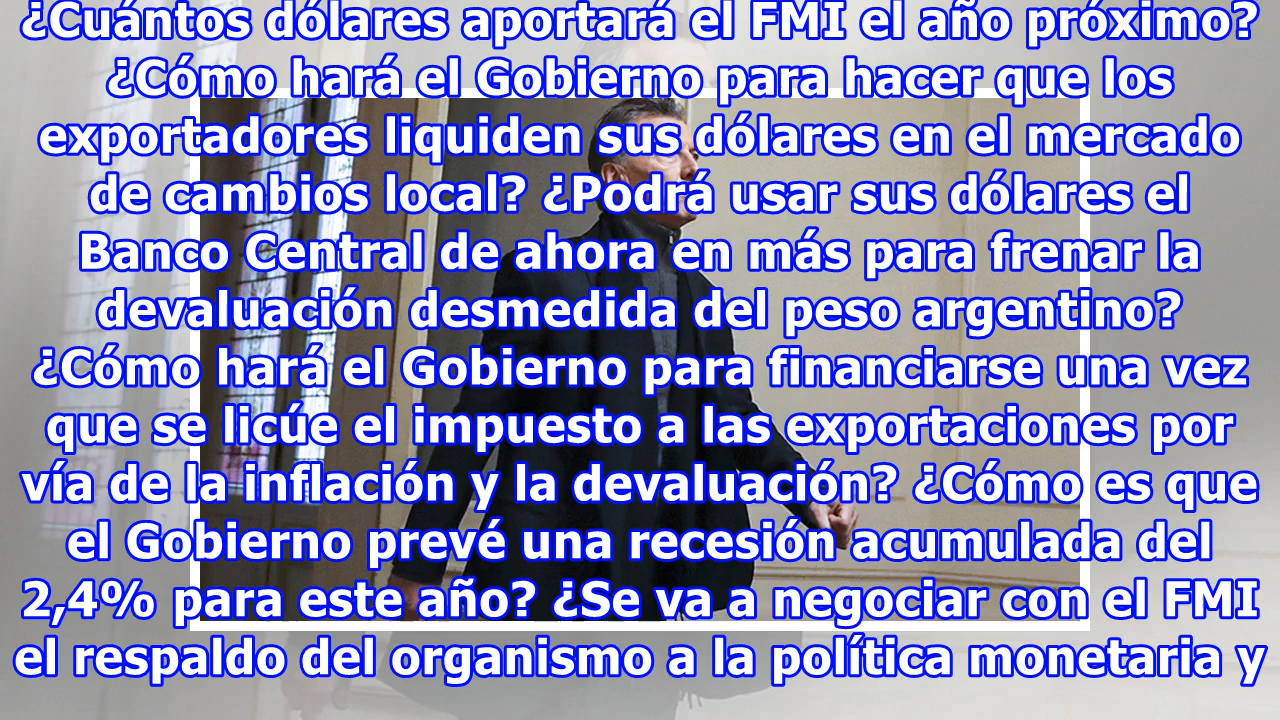 ¿Cuántos dólares aportará el FMI el año próximo?
¿Cómo hará el Gobierno para hacer que los
exportadores liquiden sus dólares en el mercado
de cambios local? ¿Podrá usar sus dólares el
Banco Central de ahora en más para frenar la
devaluación desmedida del peso argentino?
¿Cómo hará el Gobierno para financiarse una vez
que se licúe el impuesto a las exportaciones por
vía de la inflación y la devaluación? ¿Cómo es que
el Gobierno prevé una recesión acumulada del
2,4% para este año? ¿Se va a negociar con el FMI
el respaldo del organismo a la política monetaria y